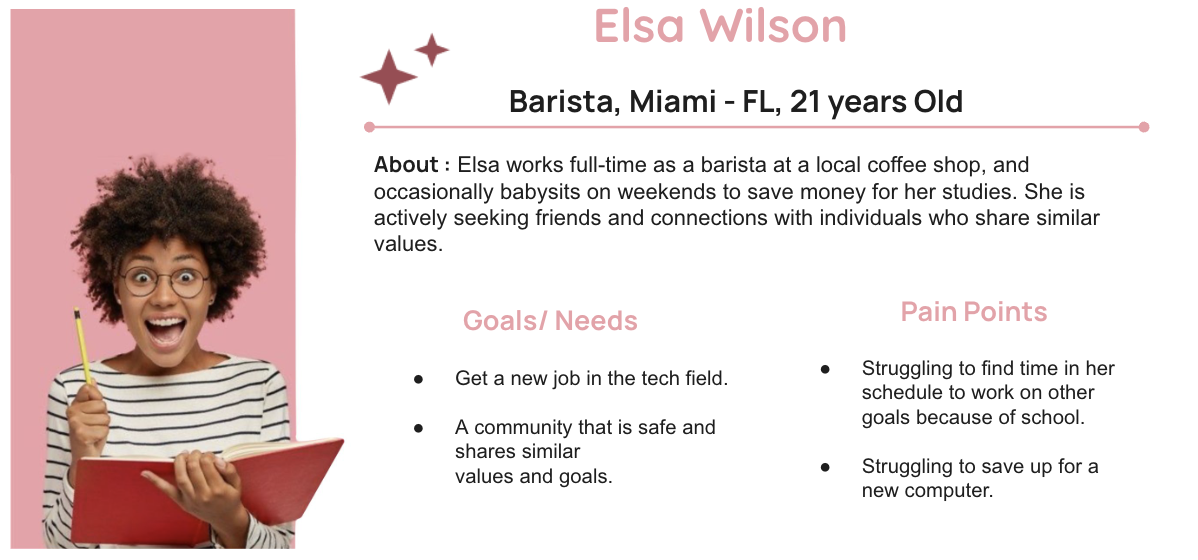 Elsa Wilson
Barista, Miami - FL, 21 years Old
About : Elsa works full-time as a barista at a local coffee shop, and
occasionally babysits on weekends to save money for her studies. She is
actively seeking friends and connections with individuals who share similar
values.
Goals/ Needs
● Get a new job in the tech field.
● A community that is safe and
shares similar
values and goals.
Pain Points
● Struggling to find time in her
schedule to work on other
goals because of school.
● Struggling to save up for a
new computer.